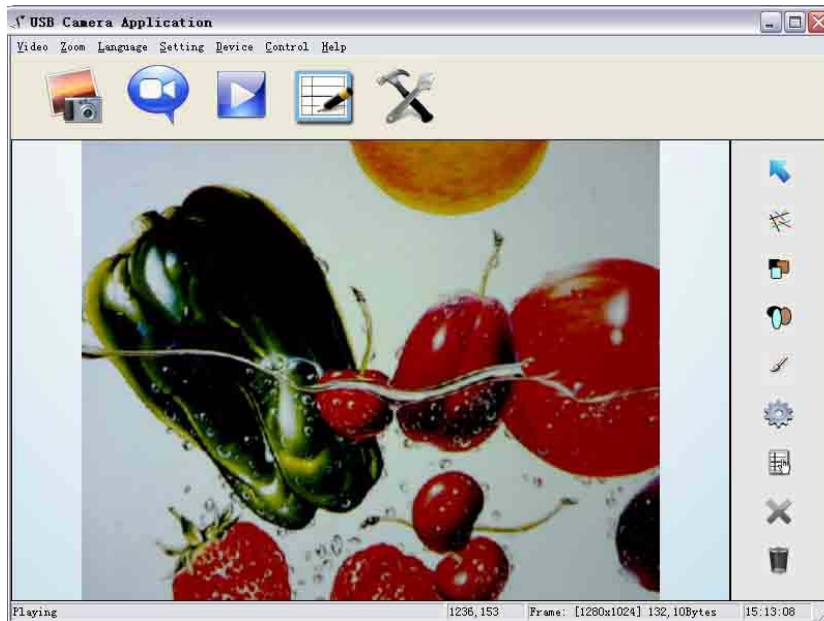 USB Camera Application
Video Zoom Language Setting Device Control Help
Playing 1236,153 Frame: [1280x1024] 132,10Bytes 15:13:08